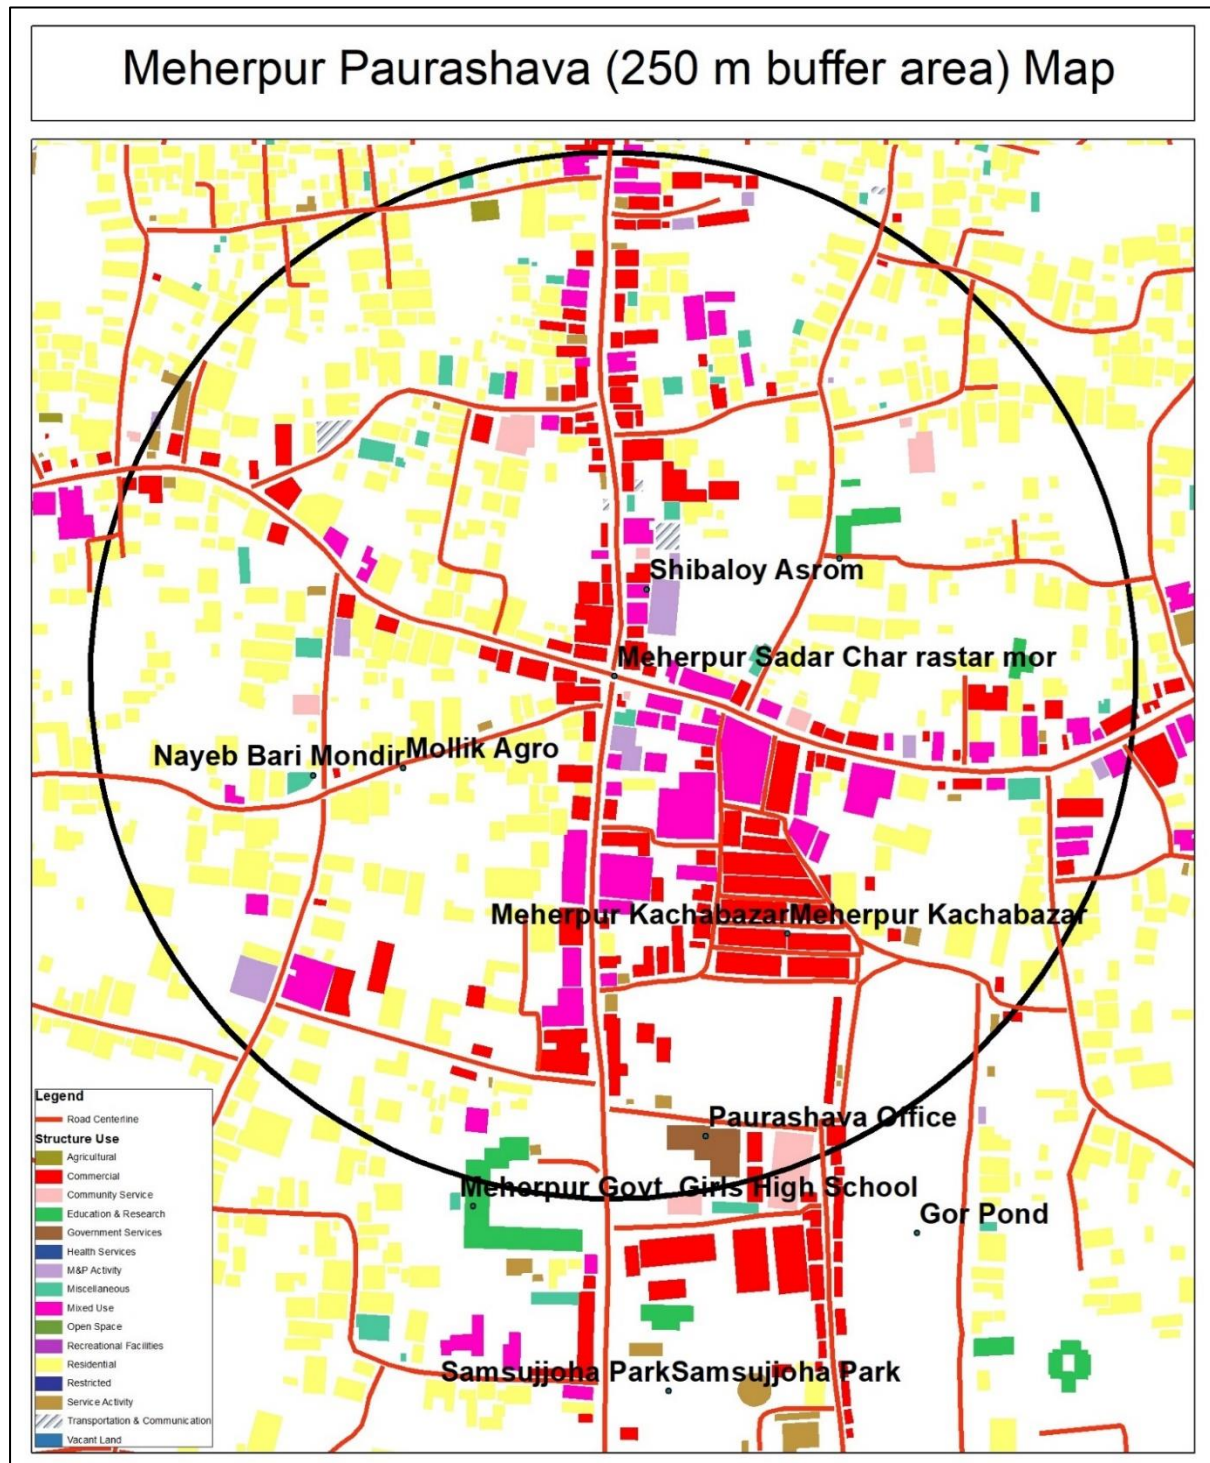 Meherpur Paurashava (250 m buffer area) Map
Shibaloy Asrom
Meherpur Sadar Char rastar mor
Nayeb Bari Mondir
Mollik Agro
Meherpur Kachabazar
Meherpur Kachabazar
Paurashava Office
Meherpur Govt. Girls High School
Gor Pond
Samsujjoha Park
Samsujjoha Park
Legend
Road Centerline
Structure Use
Agricultural
Commercial
Community Service
Education & Research
Government Services
Health Services
M&P Activity
Miscellaneous
Mixed Use
Open Space
Recreational Facilities
Residential
Restricted
Service Activity
Transportation & Communication
Vacant Land